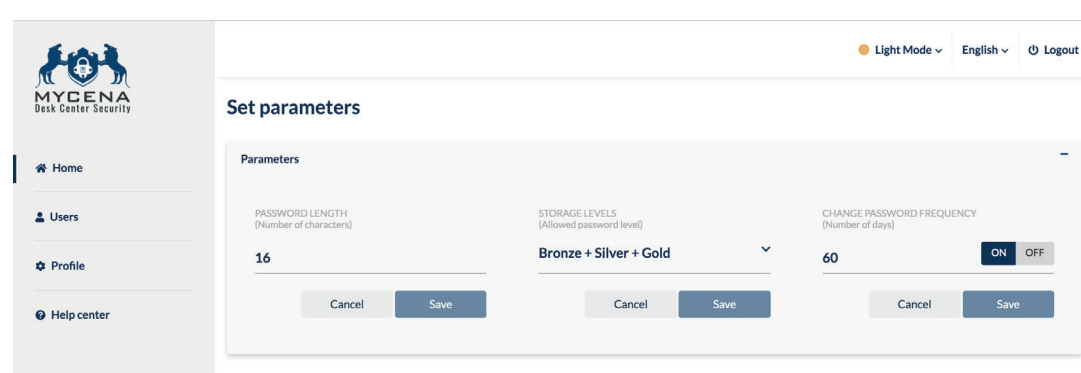 MYCENA
Desk Center Security
Home
Users
Profile
Help center
Light Mode
English
Logout
Set parameters
Parameters
PASSWORD LENGTH
(Number of characters)
16
Cancel
Save
STORAGE LEVELS
(Allowed password level)
Bronze + Silver + Gold
Cancel
Save
CHANGE PASSWORD FREQUENCY
(Number of days)
60
ON
OFF
Cancel
Save